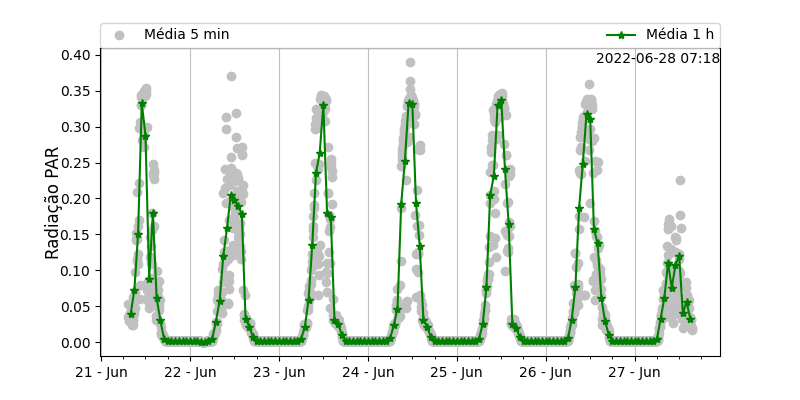 Média 5 min
Média 1 h
2022-06-28 07:18
Radiação PAR
0.40
0.35
0.30
0.25
0.20
0.15
0.10
0.05
0.00
21 - Jun
22 - Jun
23 - Jun
24 - Jun
25 - Jun
26 - Jun
27 - Jun